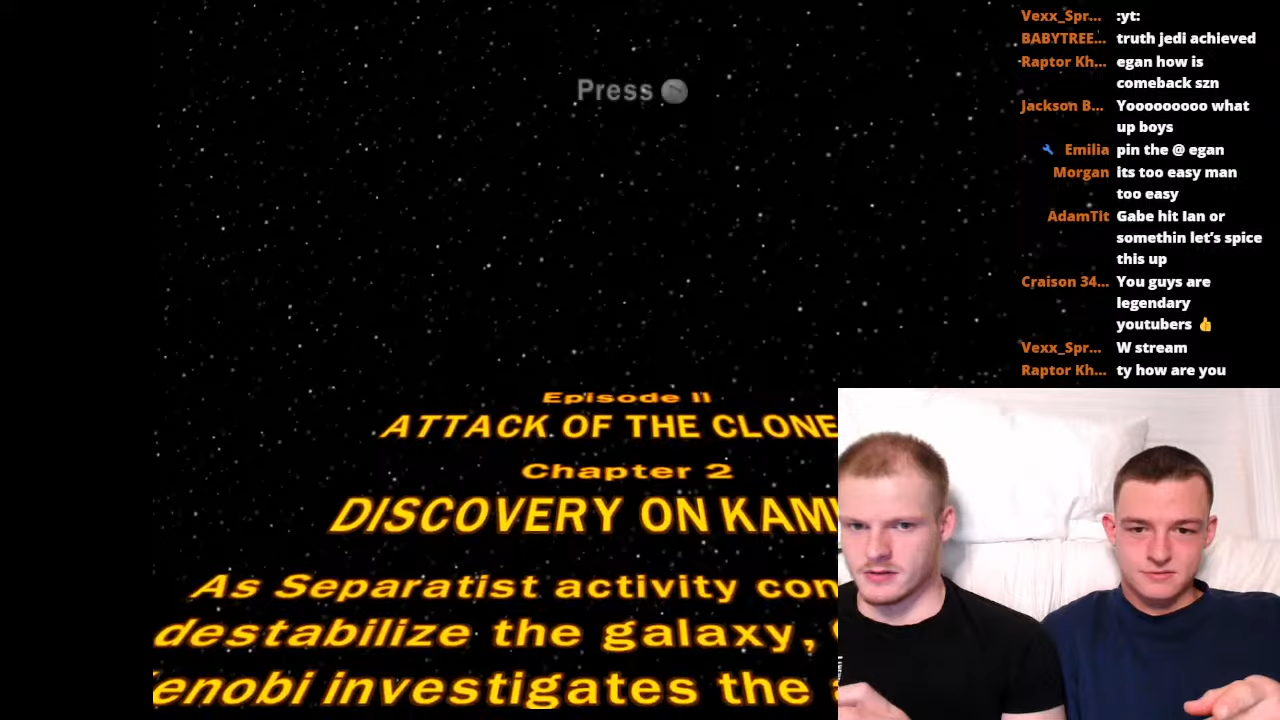 Press
Episode II
ATTACK OF THE CLONE
Chapter 2
DISCOVERY ON KAM
As Separatist activity con
destabilize the galaxy,
enobi investigates the
Vexx_Spr... :yt:
BABYTREE... truth jedi achieved
Raptor Kh... egan how is
comeback szn
Jackson B... Yooooooooo what
up boys
Emilia pin the @ egan
Morgan its too easy man
too easy
AdamTit Gabe hit Ian or
somethin let’s spice
this up
Craison 34... You guys are
legendary
youtubers 👍
Vexx_Spr... W stream
Raptor Kh... ty how are you